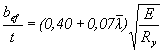 b_ef/t = (0,40 + 0,07λ̄)√(E/R_y)